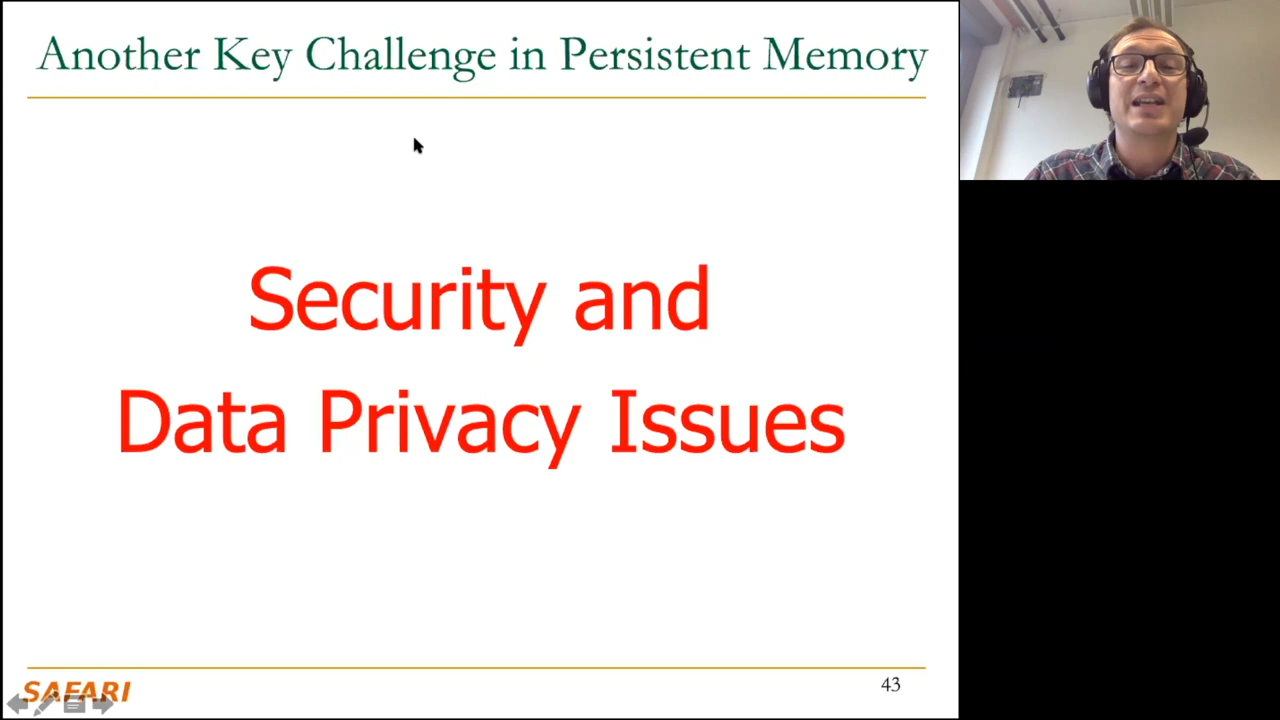 Another Key Challenge in Persistent Memory
Security and
Data Privacy Issues
SAFARI
43